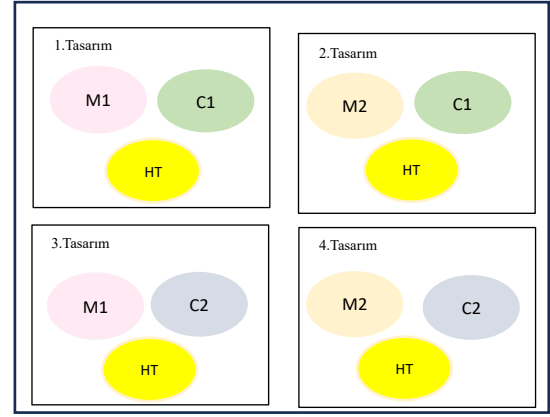 1.Tasarım
M1
C1
HT
2.Tasarım
M2
C1
HT
3.Tasarım
M1
C2
HT
4.Tasarım
M2
C2
HT